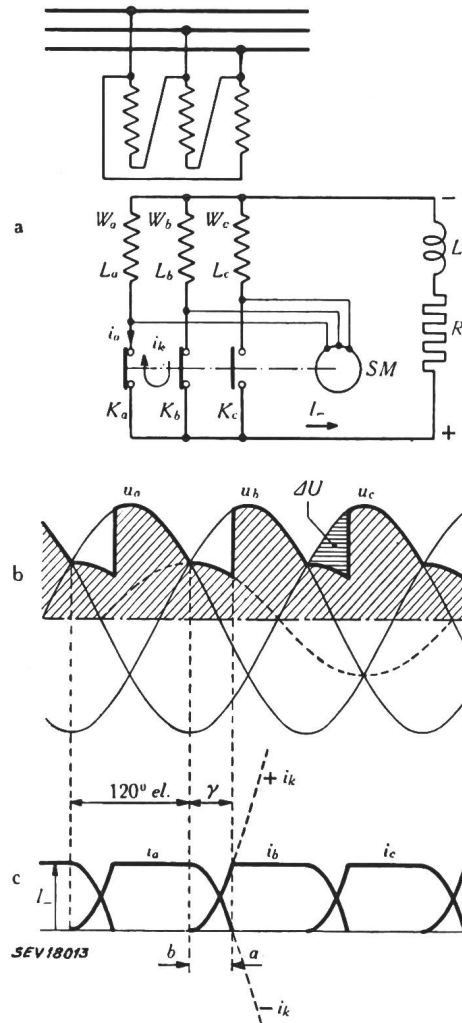 a
W_a W_b W_c
L_a L_b L_c
i_a i_k
K_a K_b K_c
SM
I_-
-
L
R
+
b
u_a u_b ΔU u_c
120° el. γ
+ i_k
c
i_a i_b i_c
I_-
SEV18013
b a
- i_k